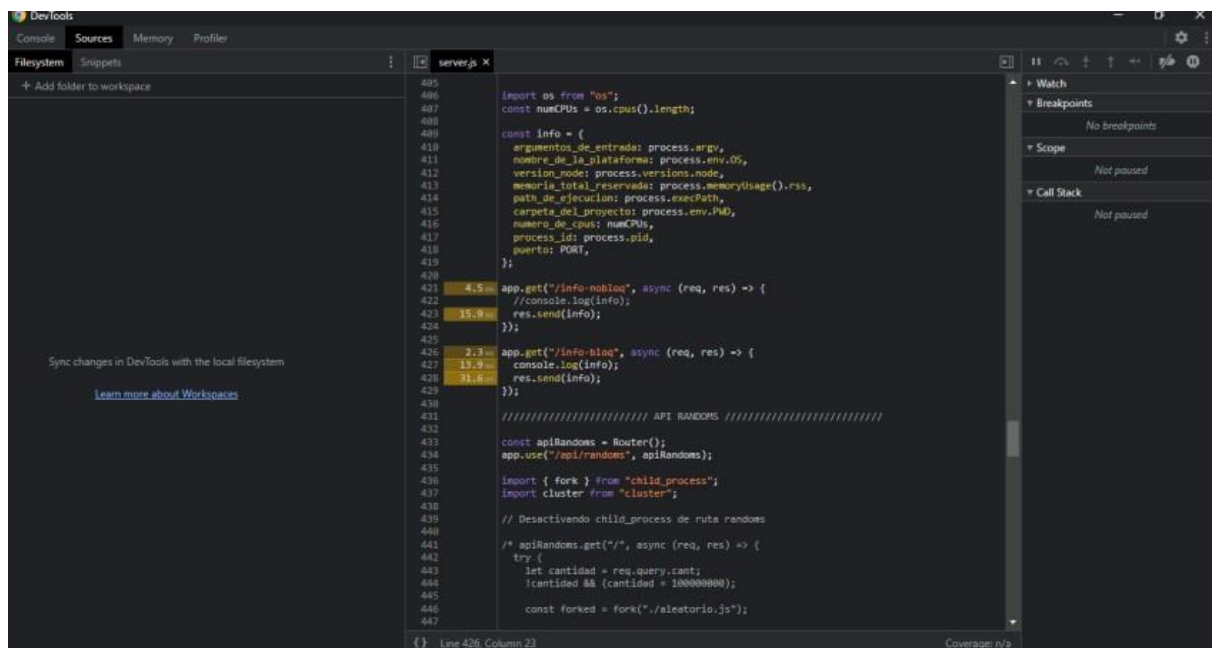 DevTools
Console Sources Memory Profiler
Filesystem Snippets
+ Add folder to workspace
Sync changes in DevTools with the local filesystem
Learn more about Workspaces
server.js ×
405
406 import os from "os";
407 const numCPUs = os.cpus().length;
408
409 const info = {
410 argumentos_de_entrada: process.argv,
411 nombre_de_la_plataforma: process.env.OS,
412 version_node: process.versions.node,
413 memoria_total_reservada: process.memoryUsage().rss,
414 path_de_ejecucion: process.execPath,
415 carpeta_del_proyecto: process.env.PWD,
416 numero_de_cpus: numCPUs,
417 process_id: process.pid,
418 puerto: PORT,
419 };
420
421 4.5 ms app.get("/info-nobloq", async (req, res) => {
422 //console.log(info);
423 15.9 ms res.send(info);
424 });
425
426 2.3 ms app.get("/info-bloq", async (req, res) => {
427 13.9 ms console.log(info);
428 31.6 ms res.send(info);
429 });
430
431 ///////////////////////// API RANDOMS ///////////////////////////
432
433 const apiRandoms = Router();
434 app.use("/api/randoms", apiRandoms);
435
436 import { fork } from "child_process";
437 import cluster from "cluster";
438
439 // Desactivando child_process de ruta randoms
440
441 /* apiRandoms.get("/", async (req, res) => {
442 try {
443 let cantidad = req.query.cant;
444 !cantidad && (cantidad = 100000000);
445
446 const forked = fork("./aleatorio.js");
447
{} Line 426, Column 23 Coverage: n/a
Watch
Breakpoints
No breakpoints
Scope
Not paused
Call Stack
Not paused